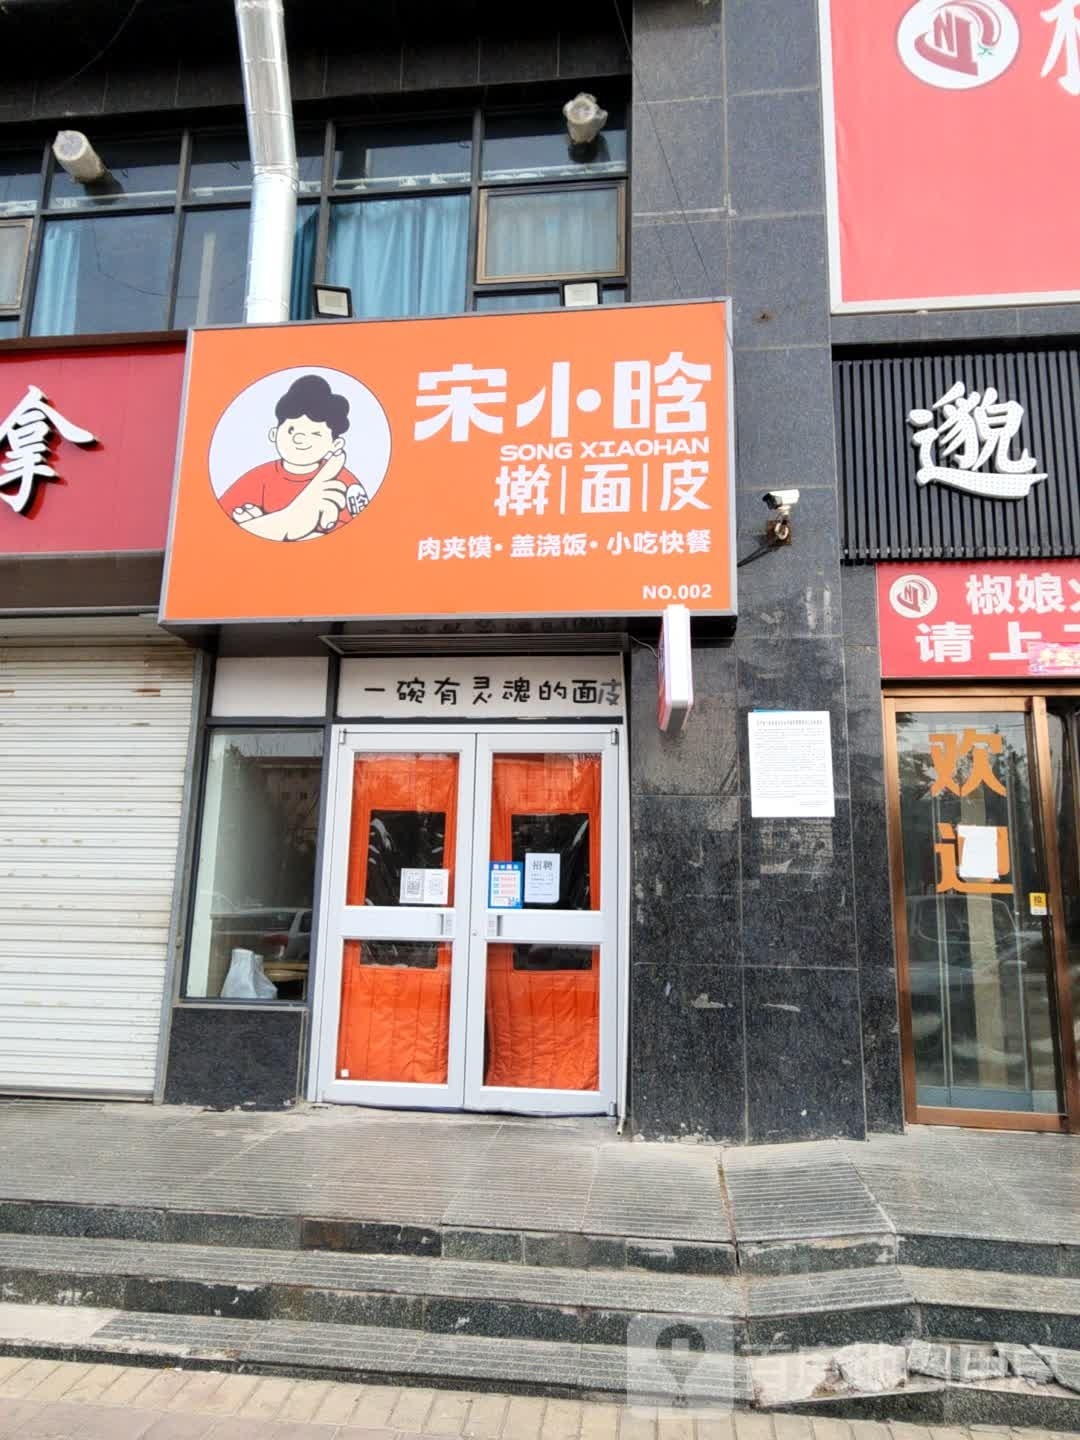 宋小晗
SONG XIAOHAN
擀面皮
肉夹馍·盖浇饭·小吃快餐
NO.002
晗
一碗有灵魂的面皮
招聘
拿
邈
椒娘
请上
欢
迎